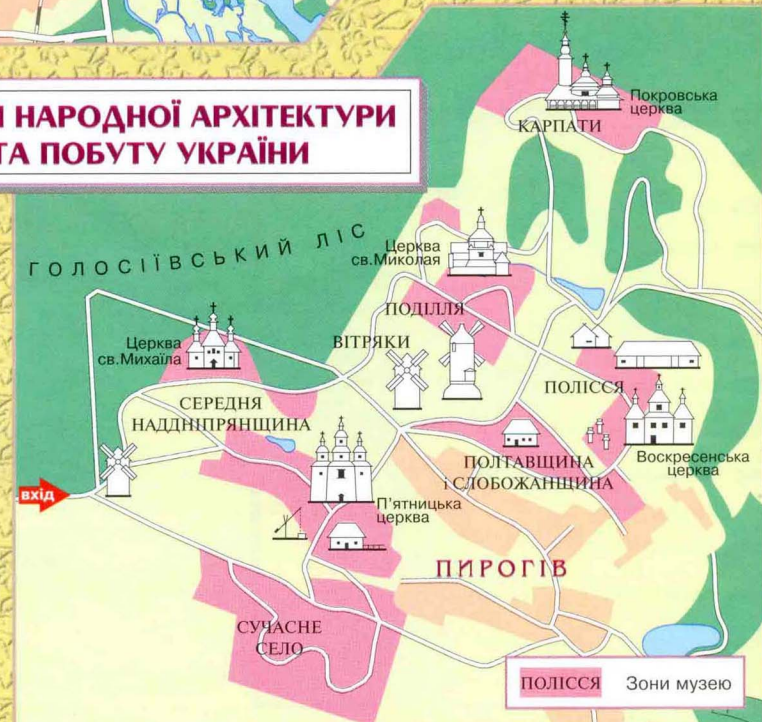 НАРОДНОЇ АРХІТЕКТУРИ
ТА ПОБУТУ УКРАЇНИ
Покровська
церква
КАРПАТИ
ГОЛОСІЇВСЬКИЙ ЛІС
Церква
св.Миколая
ПОДІЛЛЯ
ВІТРЯКИ
Церква
св.Михаїла
СЕРЕДНЯ
НАДДНІПРЯНЩИНА
ПОЛІССЯ
ПОЛТАВЩИНА
і СЛОБОЖАНЩИНА
Воскресенська
церква
вхід
П'ятницька
церква
ПИРОГІВ
СУЧАСНЕ
СЕЛО
ПОЛІССЯ Зони музею